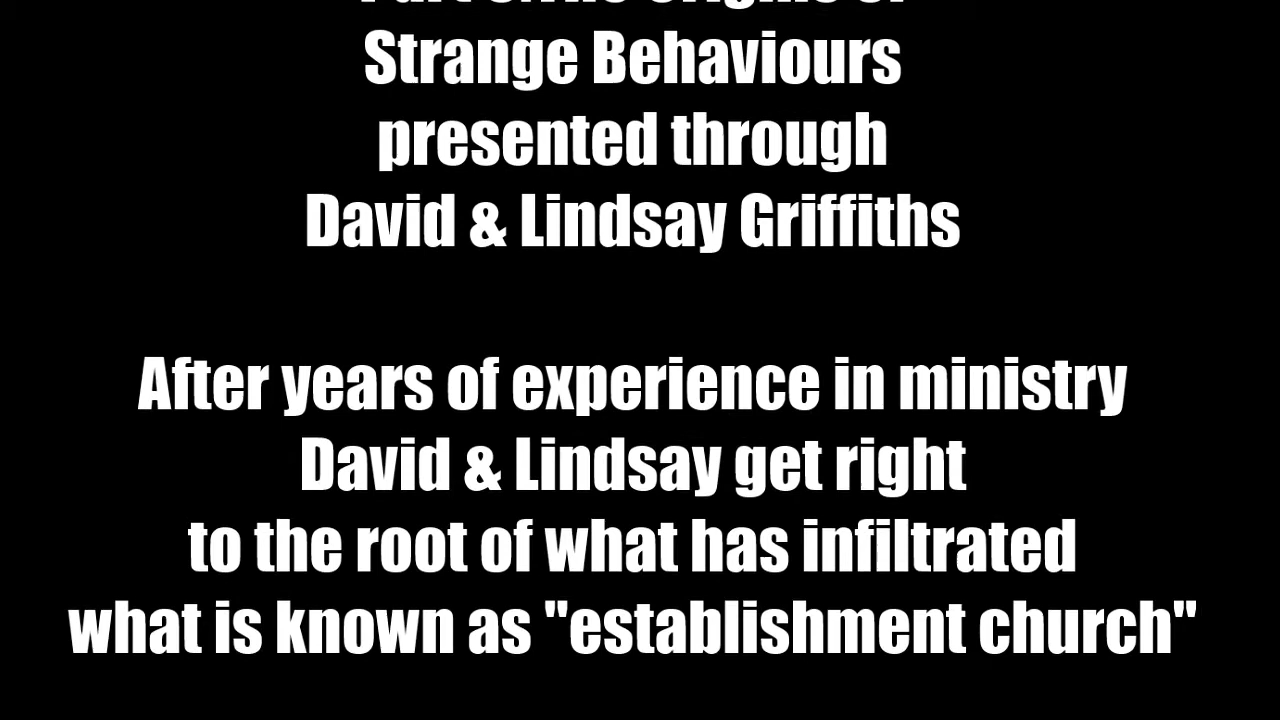 Strange Behaviours
presented through
David & Lindsay Griffiths
After years of experience in ministry
David & Lindsay get right
to the root of what has infiltrated
what is known as "establishment church"